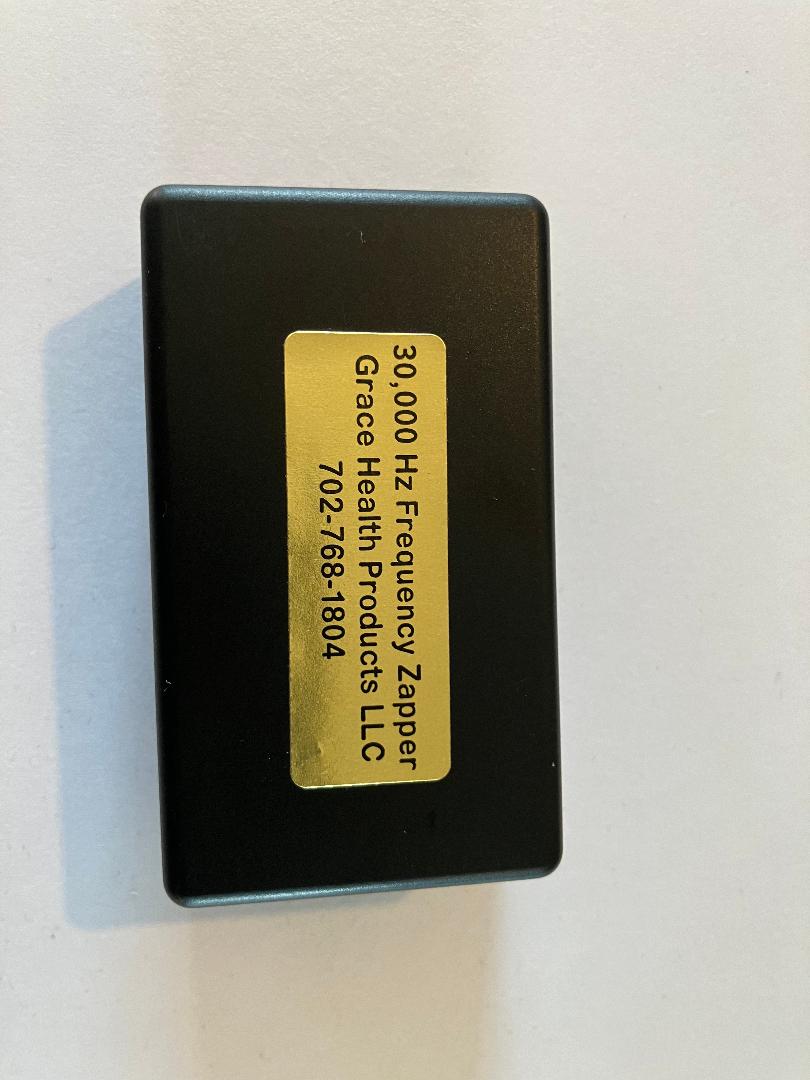 30,000 Hz Frequency Zapper
Grace Health Products LLC
702-768-1804